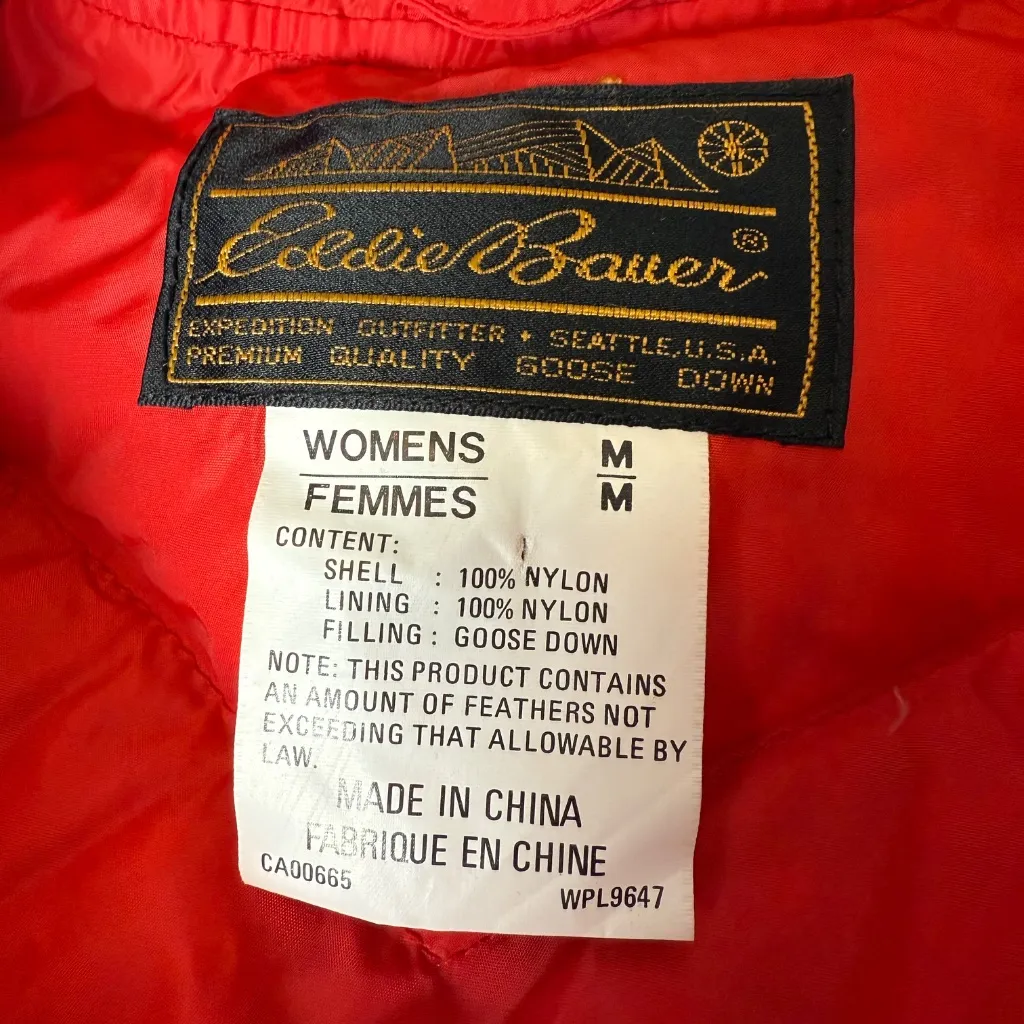 Eddie Bauer®
EXPEDITION OUTFITTER • SEATTLE, U.S.A.
PREMIUM QUALITY GOOSE DOWN
WOMENS M
FEMMES M
CONTENT:
SHELL : 100% NYLON
LINING : 100% NYLON
FILLING : GOOSE DOWN
NOTE: THIS PRODUCT CONTAINS
AN AMOUNT OF FEATHERS NOT
EXCEEDING THAT ALLOWABLE BY
LAW.
MADE IN CHINA
FABRIQUE EN CHINE
CA00665 WPL9647